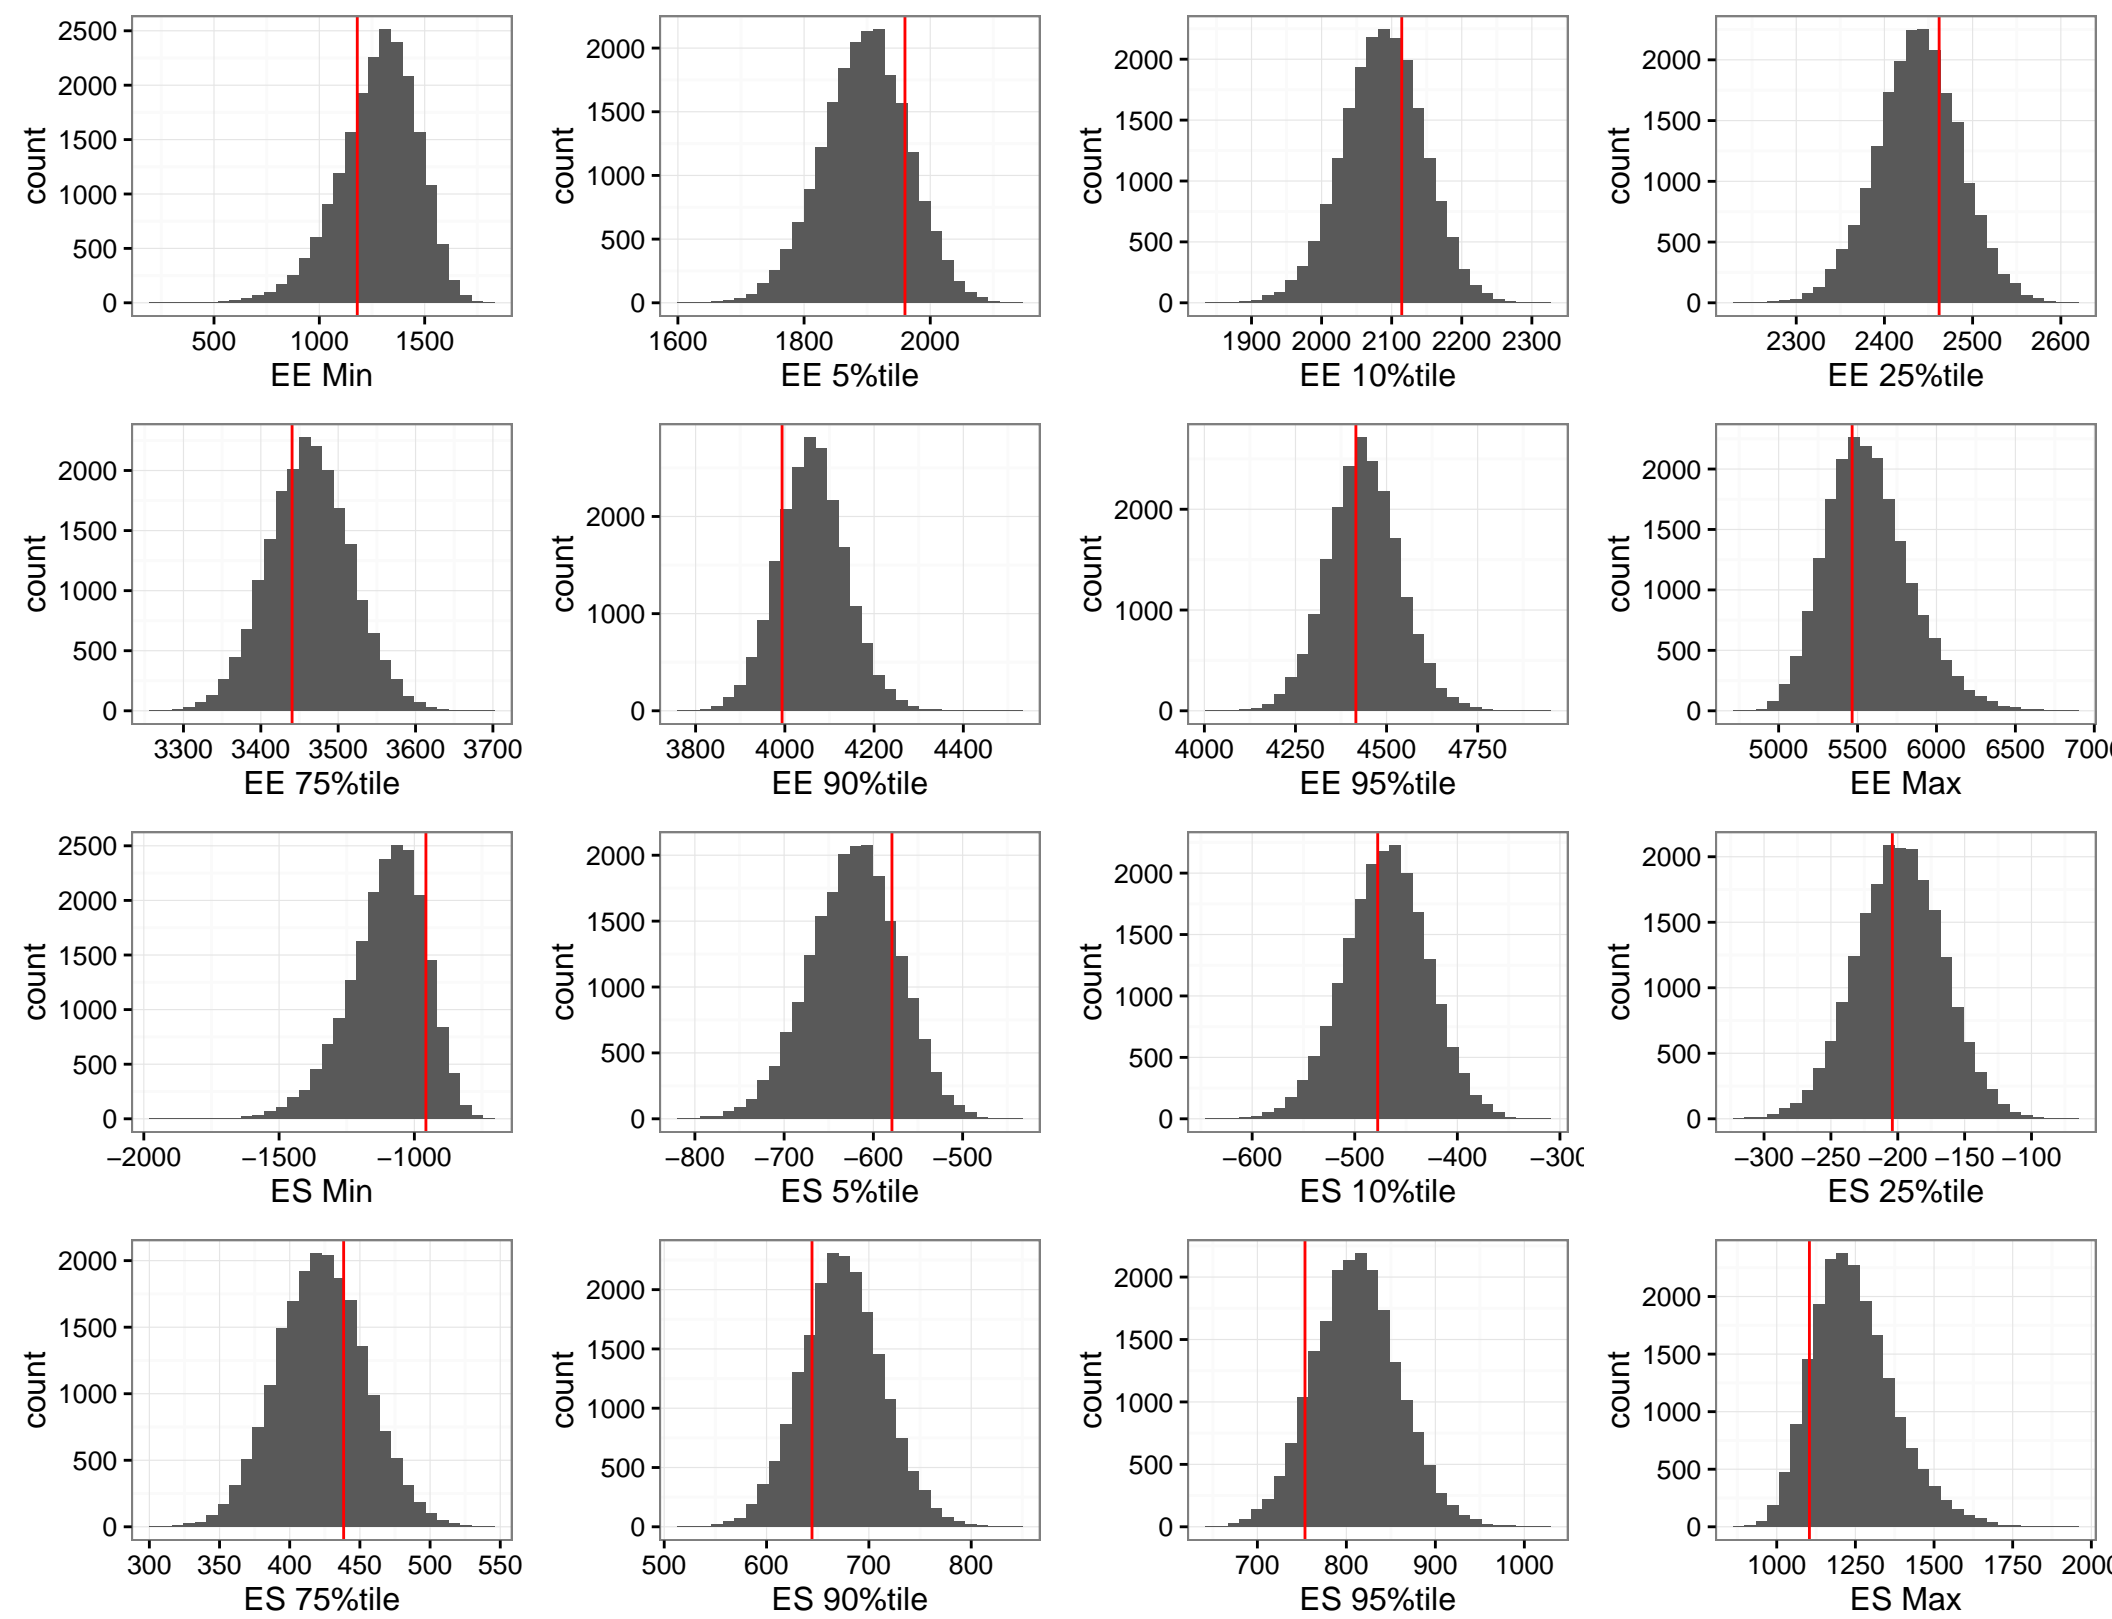 count
2500
2000
1500
1000
500
0
500 1000 1500
EE Min
count
2000
1500
1000
500
0
1600 1800 2000
EE 5%tile
count
2000
1500
1000
500
0
1900 2000 2100 2200 2300
EE 10%tile
count
2000
1500
1000
500
0
2300 2400 2500 2600
EE 25%tile
count
2000
1500
1000
500
0
3300 3400 3500 3600 3700
EE 75%tile
count
2000
1000
0
3800 4000 4200 4400
EE 90%tile
count
2000
1000
0
4000 4250 4500 4750
EE 95%tile
count
2000
1500
1000
500
0
5000 5500 6000 6500 700
EE Max
count
2500
2000
1500
1000
500
0
−2000 −1500 −1000
ES Min
count
2000
1500
1000
500
0
−800 −700 −600 −500
ES 5%tile
count
2000
1500
1000
500
0
−600 −500 −400 −30
ES 10%tile
count
2000
1500
1000
500
0
−300 −250 −200 −150 −100
ES 25%tile
count
2000
1500
1000
500
0
300 350 400 450 500 550
ES 75%tile
count
2000
1500
1000
500
0
500 600 700 800
ES 90%tile
count
2000
1500
1000
500
0
700 800 900 1000
ES 95%tile
count
2000
1500
1000
500
0
1000 1250 1500 1750 200
ES Max